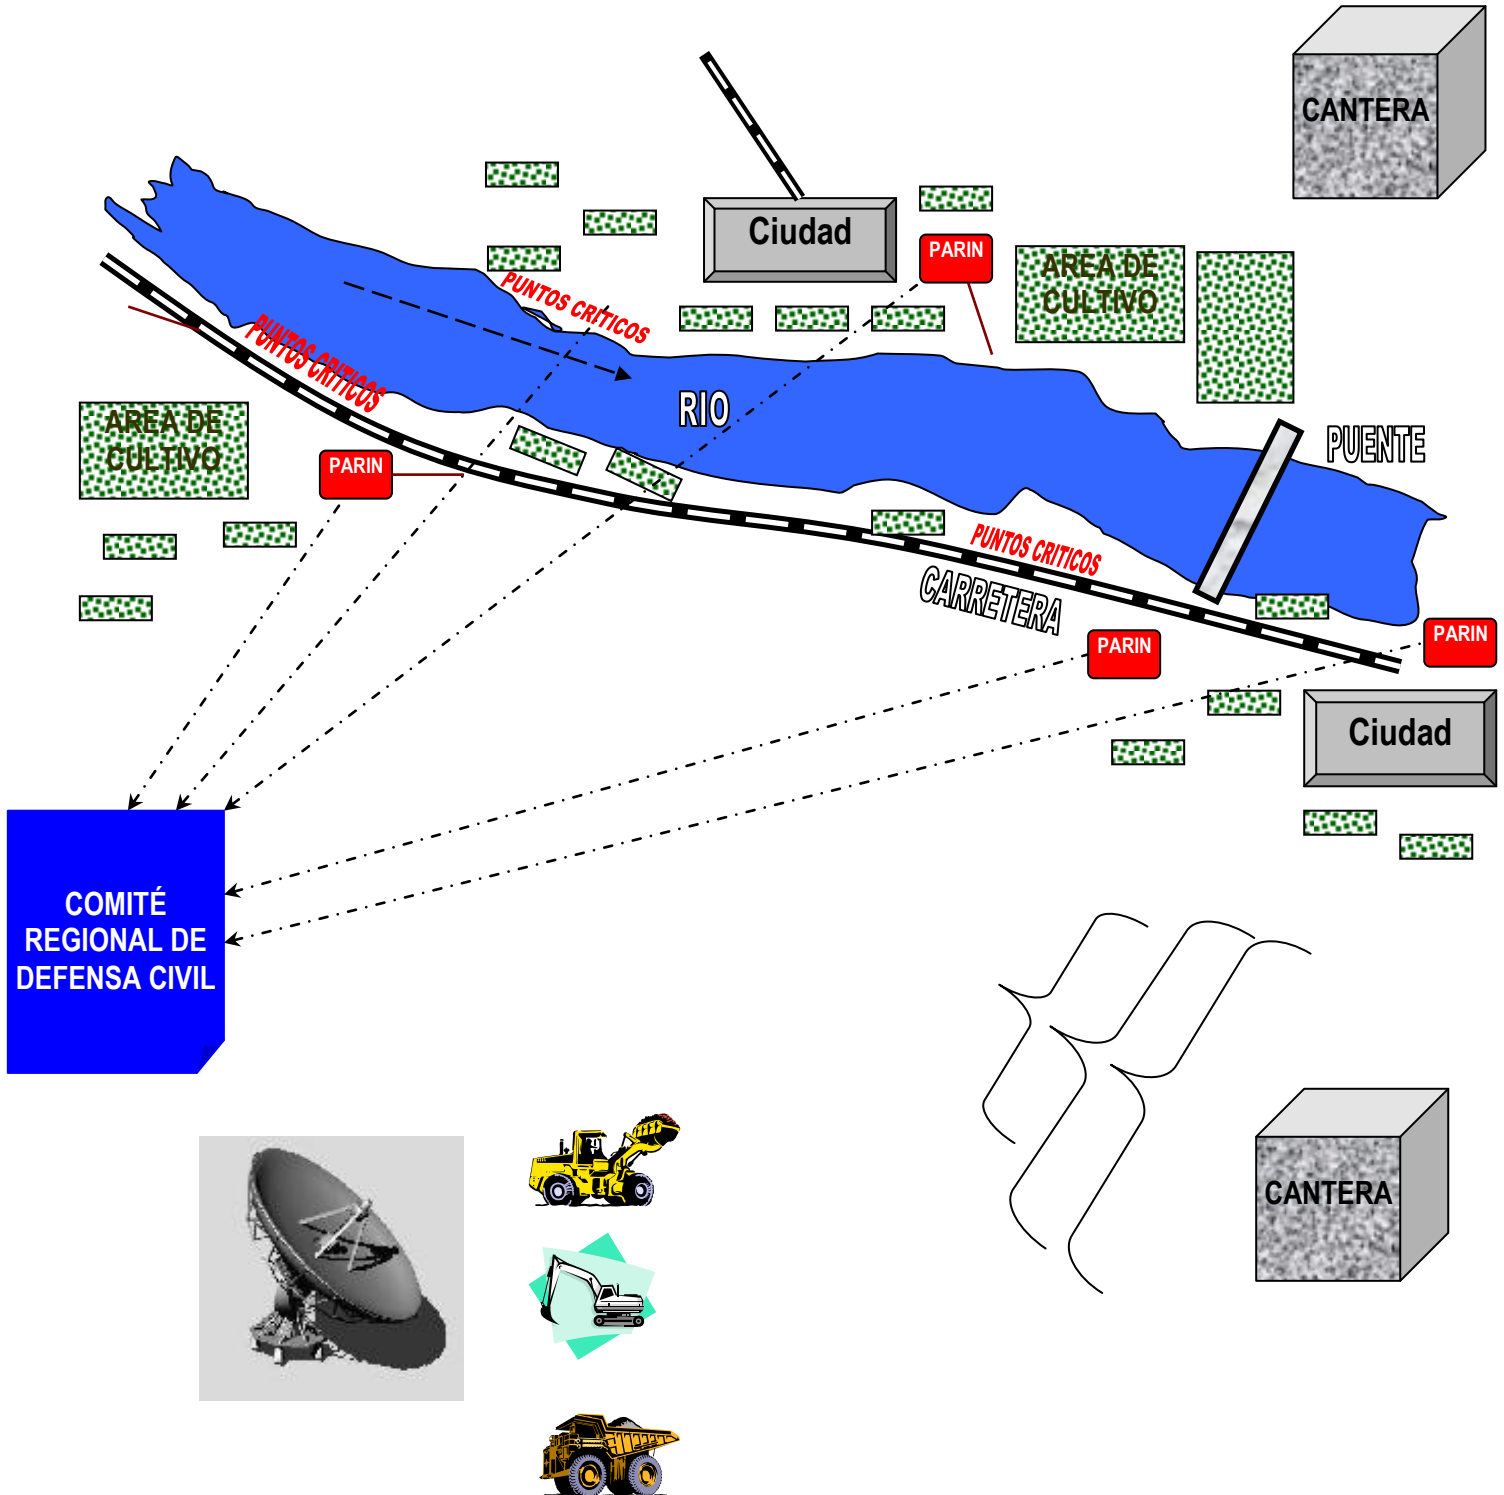 CANTERA
Ciudad
PARIN
AREA DE
CULTIVO
PUNTOS CRITICOS
PUNTOS CRITICOS
RIO
AREA DE
CULTIVO
PUENTE
PARIN
PUNTOS CRITICOS
CARRETERA
PARIN
PARIN
Ciudad
COMITÉ
REGIONAL DE
DEFENSA CIVIL
CANTERA